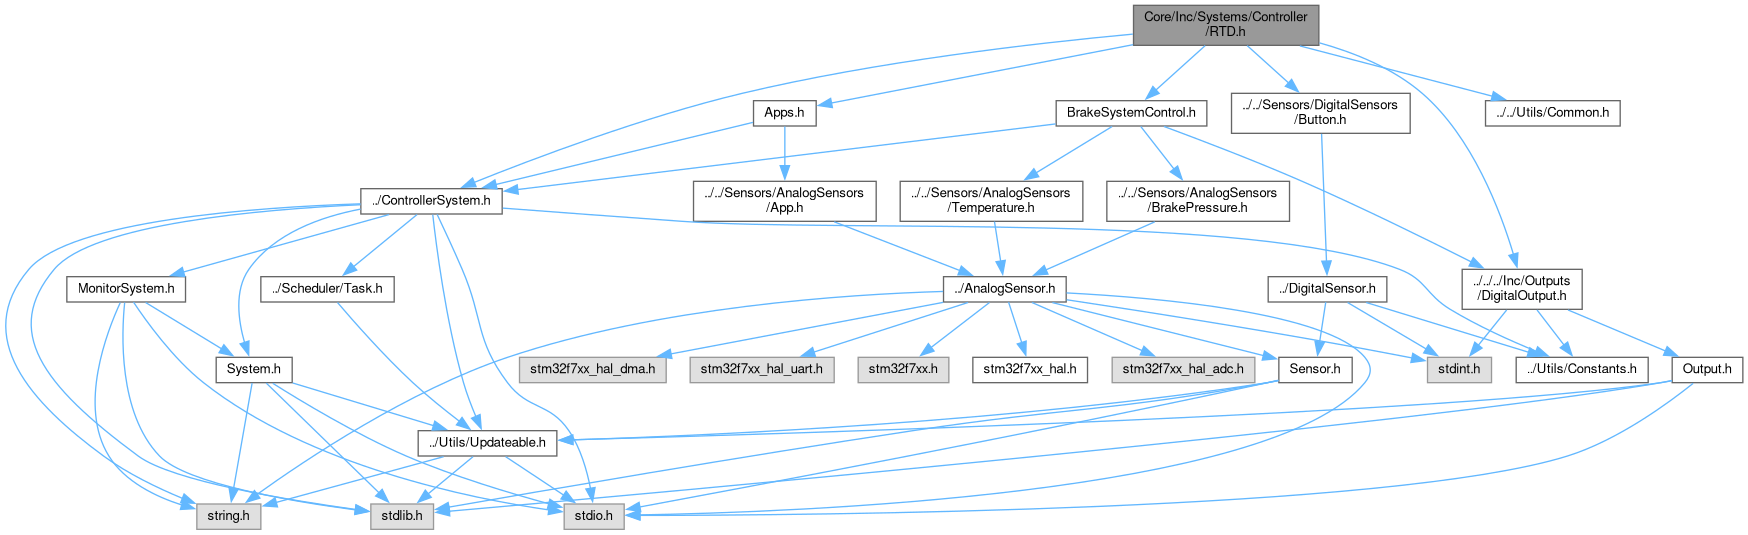 Core/Inc/Systems/Controller
/RTD.h
Apps.h
BrakeSystemControl.h
../../Sensors/DigitalSensors
/Button.h
../../Utils/Common.h
../ControllerSystem.h
../../Sensors/AnalogSensors
/App.h
../../Sensors/AnalogSensors
/Temperature.h
../../Sensors/AnalogSensors
/BrakePressure.h
MonitorSystem.h
../Scheduler/Task.h
../AnalogSensor.h
../DigitalSensor.h
../../../Inc/Outputs
/DigitalOutput.h
System.h
stm32f7xx_hal_dma.h
stm32f7xx_hal_uart.h
stm32f7xx.h
stm32f7xx_hal.h
stm32f7xx_hal_adc.h
Sensor.h
stdint.h
../Utils/Constants.h
Output.h
../Utils/Updateable.h
string.h
stdlib.h
stdio.h